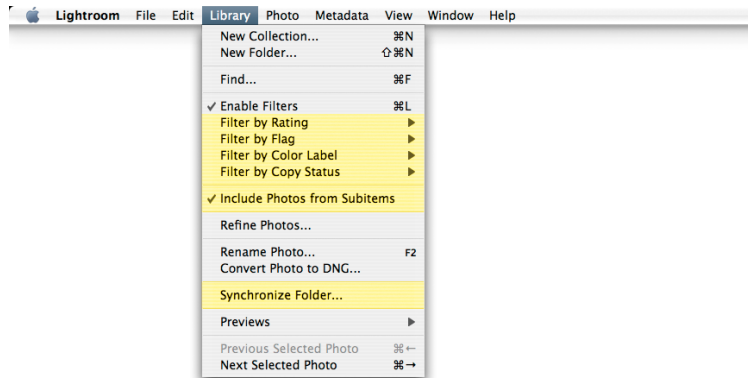 Lightroom File Edit Library Photo Metadata View Window Help
New Collection... ⌘N
New Folder... ⇧⌘N
Find... ⌘F
✓ Enable Filters ⌘L
Filter by Rating ▶
Filter by Flag ▶
Filter by Color Label ▶
Filter by Copy Status ▶
✓ Include Photos from Subitems
Refine Photos...
Rename Photo... F2
Convert Photo to DNG...
Synchronize Folder...
Previews ▶
Previous Selected Photo ⌘←
Next Selected Photo ⌘→